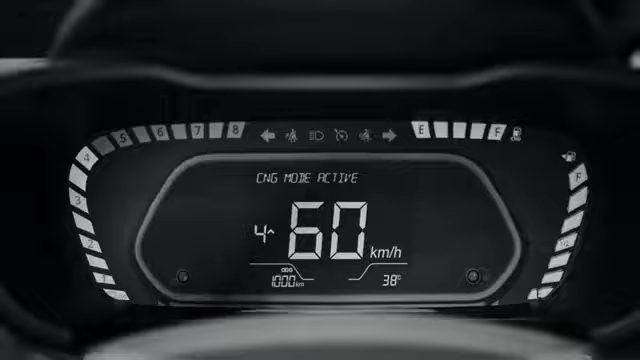 4 5 6 7 8
E F
CNG
3
F
CNG MODE ACTIVE
4 60 km/h
2
1/2
1
ODO
1000km 38°C